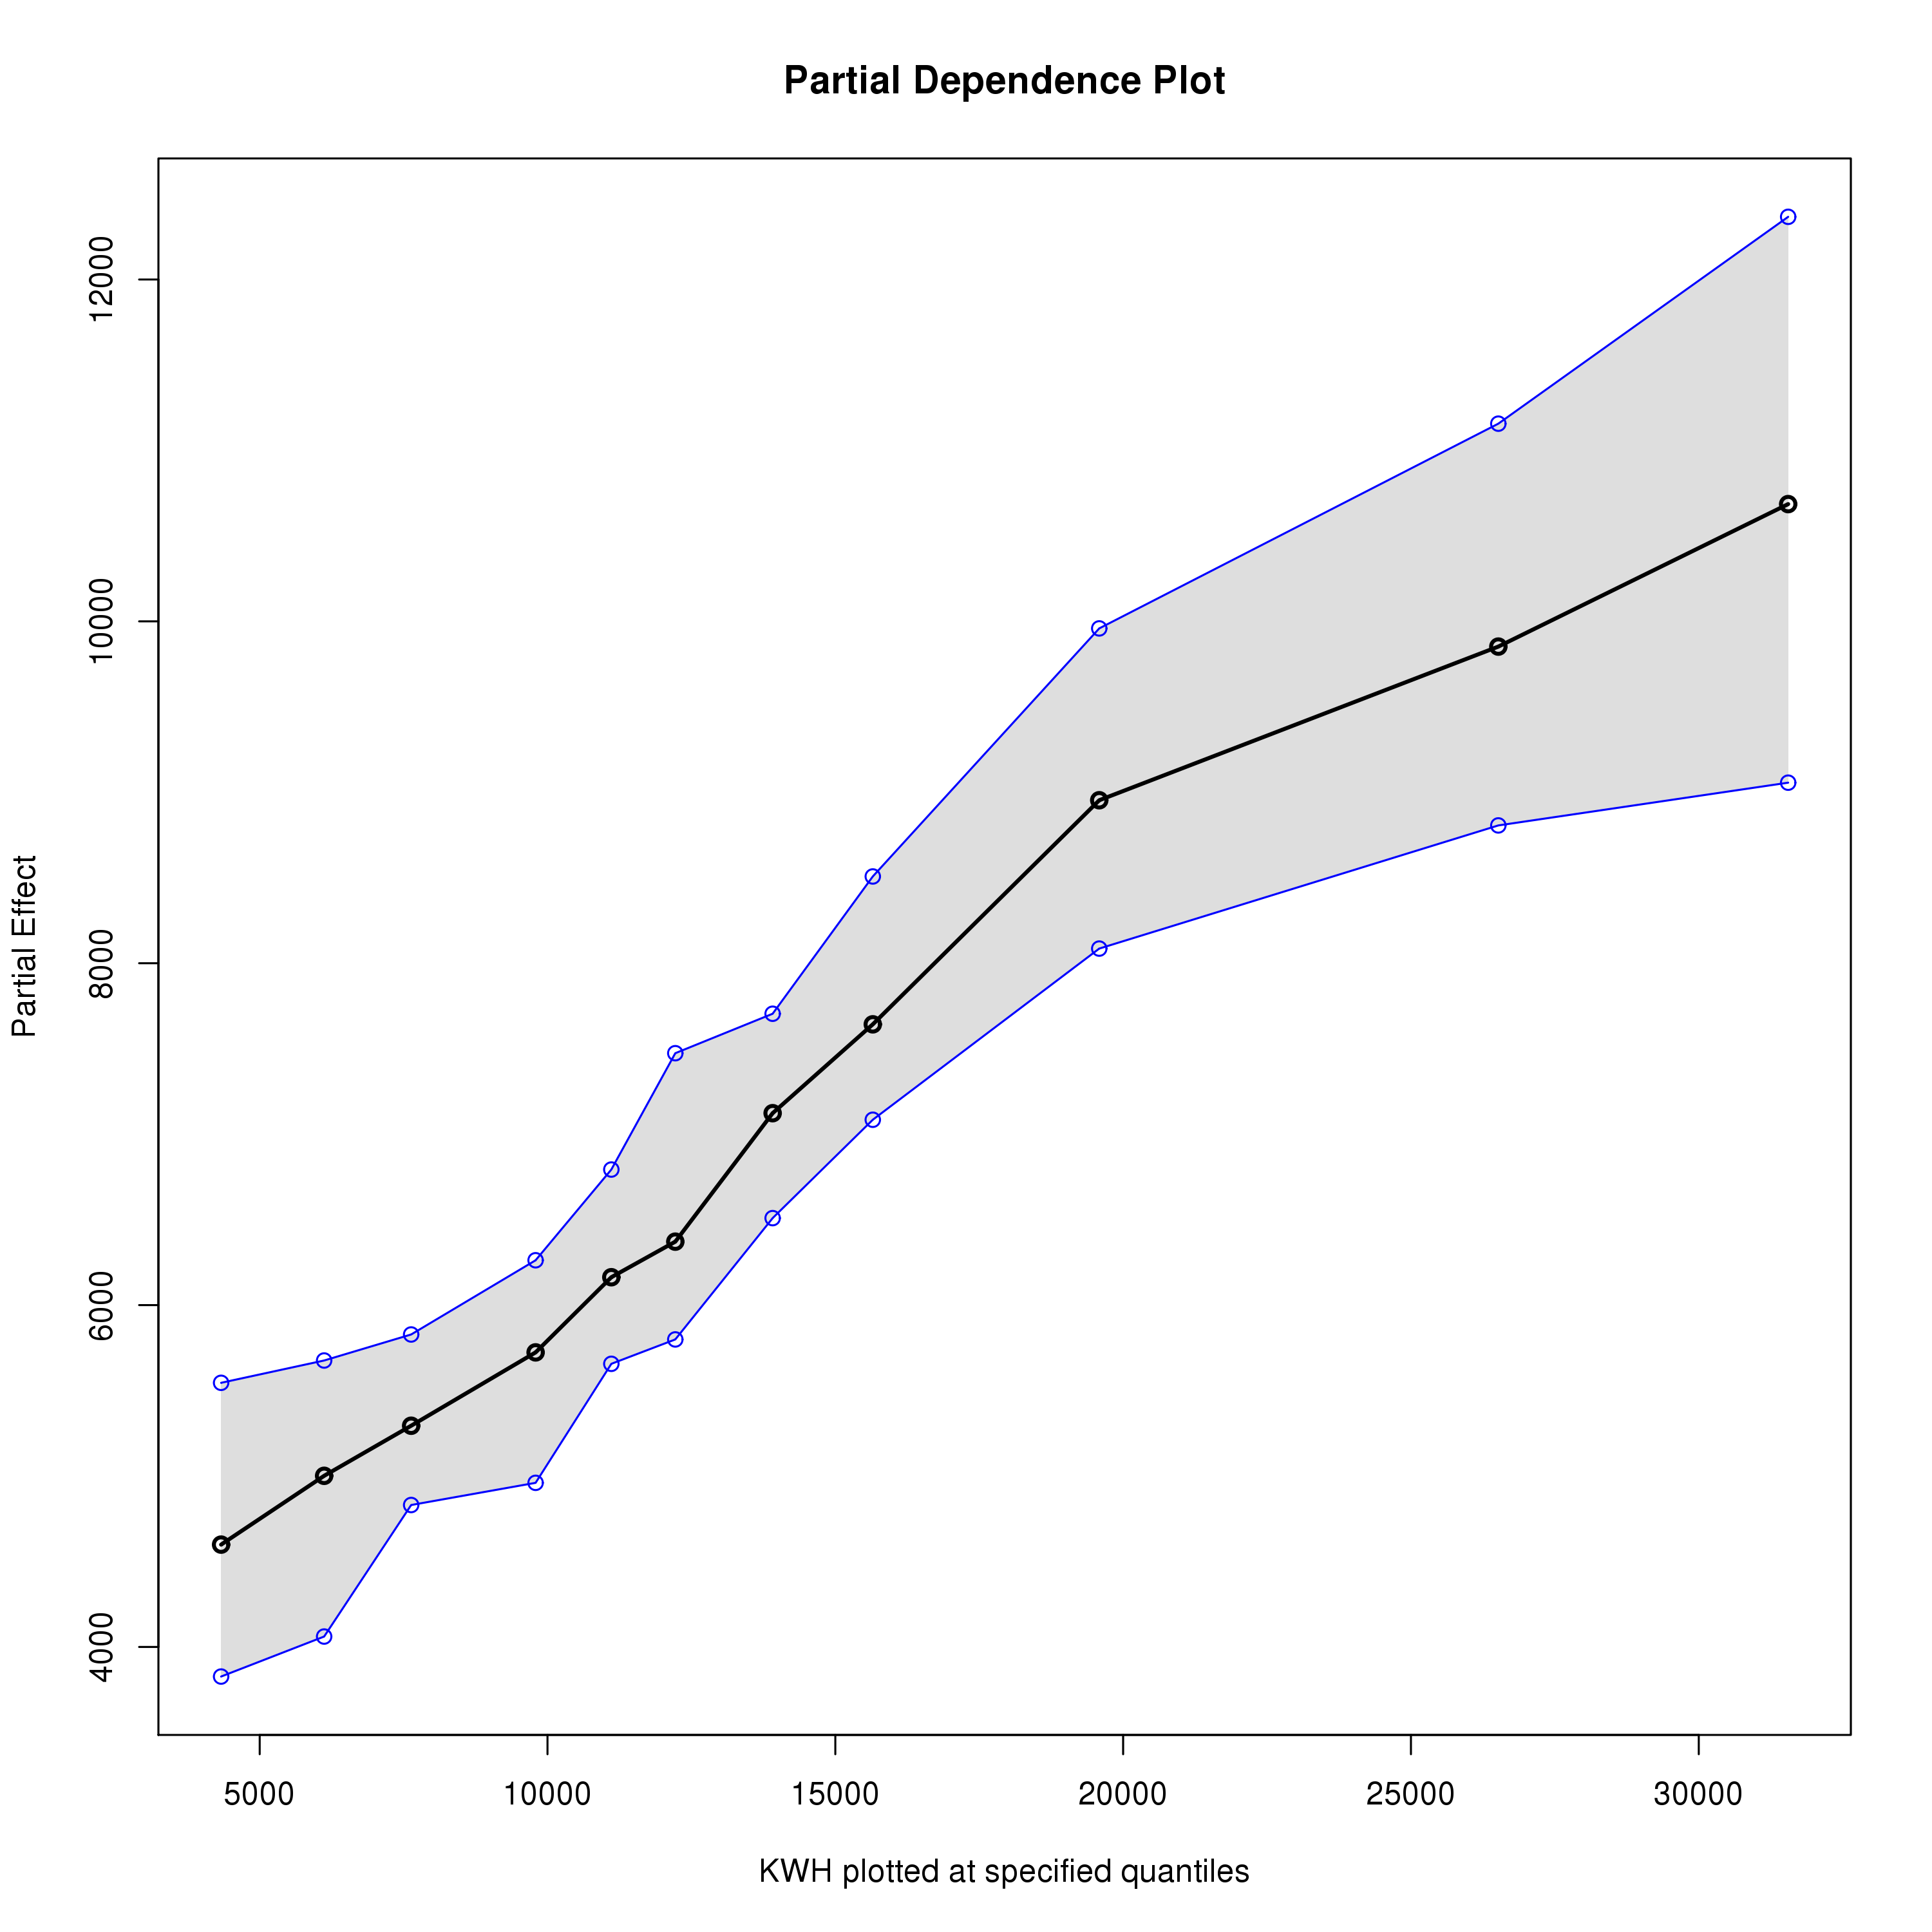 Partial Dependence Plot
12000
10000
8000
6000
4000
Partial Effect
5000 10000 15000 20000 25000 30000
KWH plotted at specified quantiles